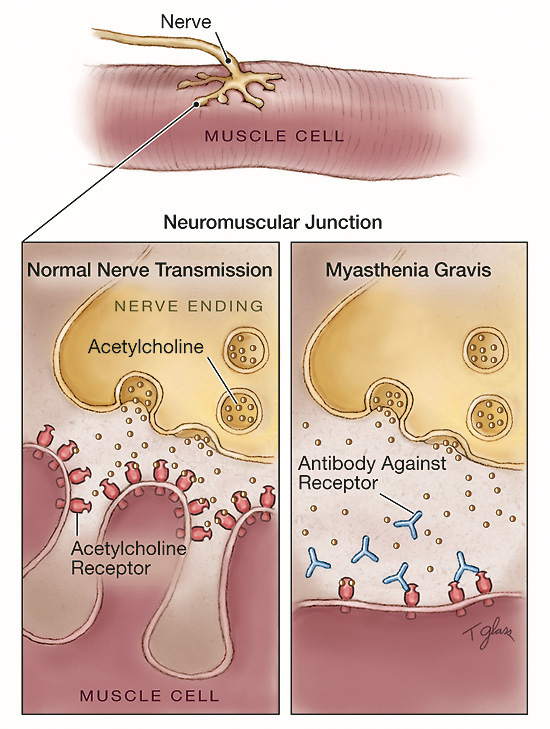 Nerve
MUSCLE CELL
Neuromuscular Junction
Normal Nerve Transmission
NERVE ENDING
Acetylcholine
Acetylcholine
Receptor
MUSCLE CELL
Myasthenia Gravis
Antibody Against
Receptor
T glass